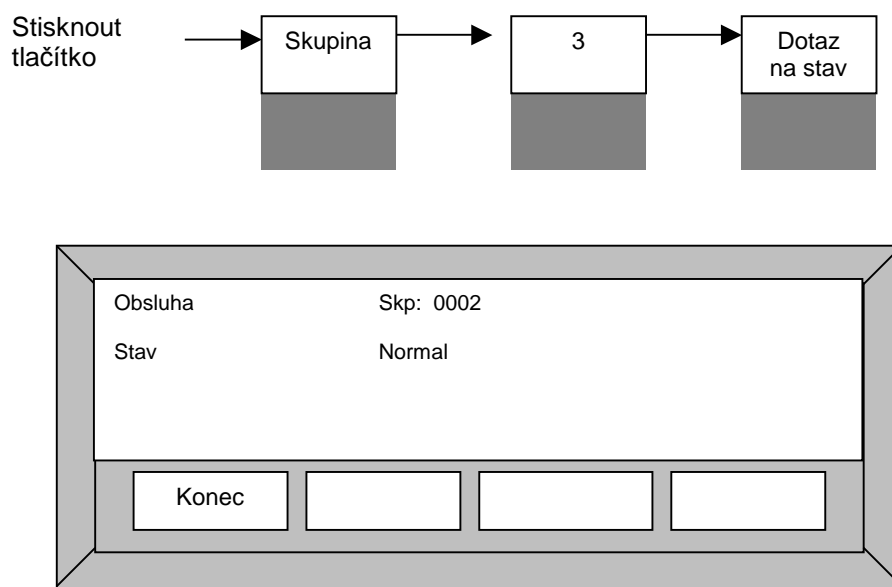 Stisknout
tlačítko
Skupina
3
Dotaz
na stav
Obsluha Skp: 0002
Stav Normal
Konec